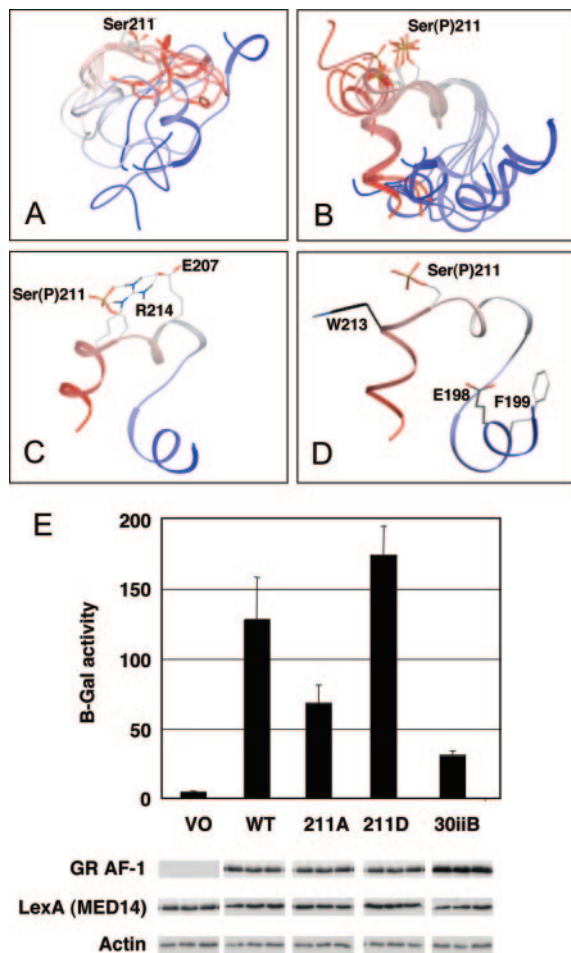 Ser211
A
Ser(P)211
B
E207
Ser(P)211
R214
C
Ser(P)211
W213
E198
F199
D
E
B-Gal activity
200
150
100
50
0
VO WT 211A 211D 30iiB
GR AF-1
LexA (MED14)
Actin